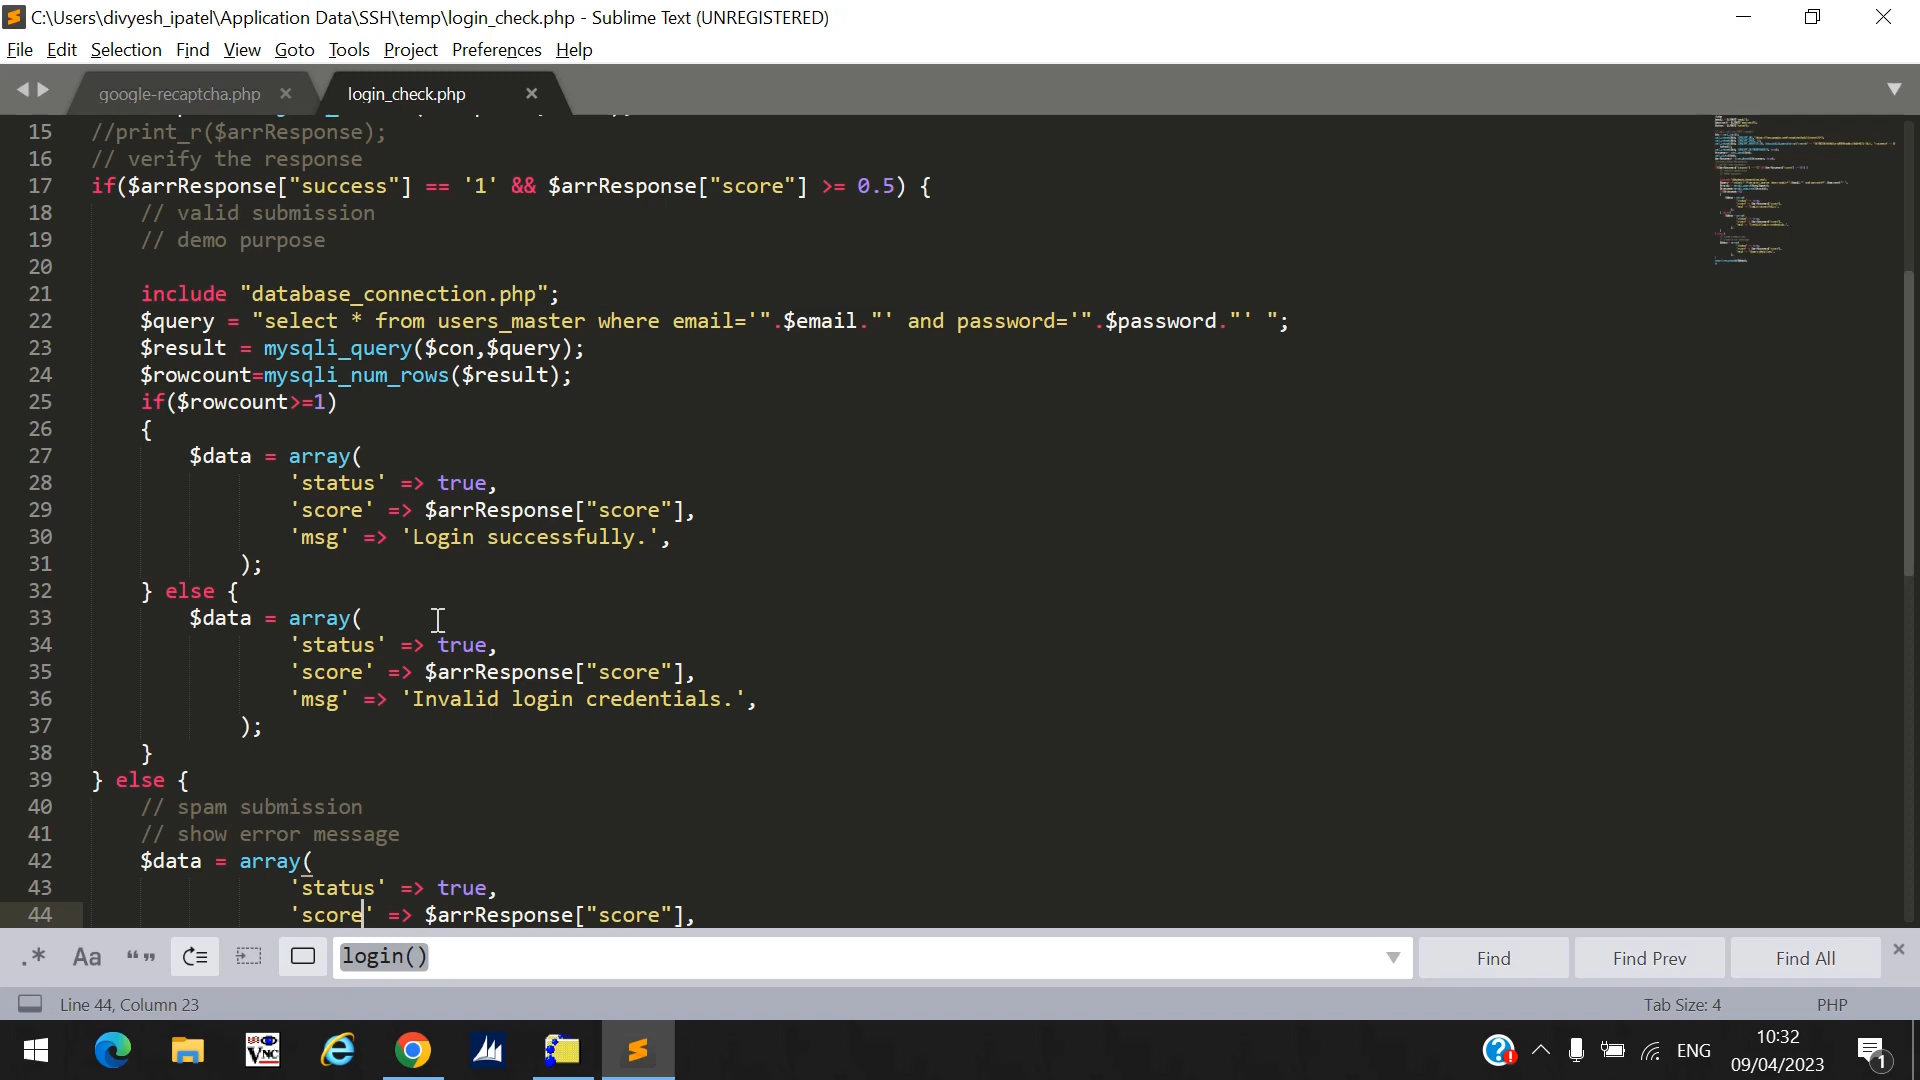 C:\Users\divyesh_ipatel\Application Data\SSH\temp\login_check.php - Sublime Text (UNREGISTERED)
File Edit Selection Find View Goto Tools Project Preferences Help
google-recaptcha.php login_check.php
15 //print_r($arrResponse);
16 // verify the response
17 if($arrResponse["success"] == '1' && $arrResponse["score"] >= 0.5) {
18 // valid submission
19 // demo purpose
20
21 include "database_connection.php";
22 $query = "select * from users_master where email='".$email."' and password='".$password."' ";
23 $result = mysqli_query($con,$query);
24 $rowcount=mysqli_num_rows($result);
25 if($rowcount>=1)
26 {
27 $data = array(
28 'status' => true,
29 'score' => $arrResponse["score"],
30 'msg' => 'Login successfully.',
31 );
32 } else {
33 $data = array(
34 'status' => true,
35 'score' => $arrResponse["score"],
36 'msg' => 'Invalid login credentials.',
37 );
38 }
39 } else {
40 // spam submission
41 // show error message
42 $data = array(
43 'status' => true,
44 'score' => $arrResponse["score"],
.* Aa “” login() Find Find Prev Find All
Line 44, Column 23 Tab Size: 4 PHP
VNC ENG 10:32
09/04/2023 1